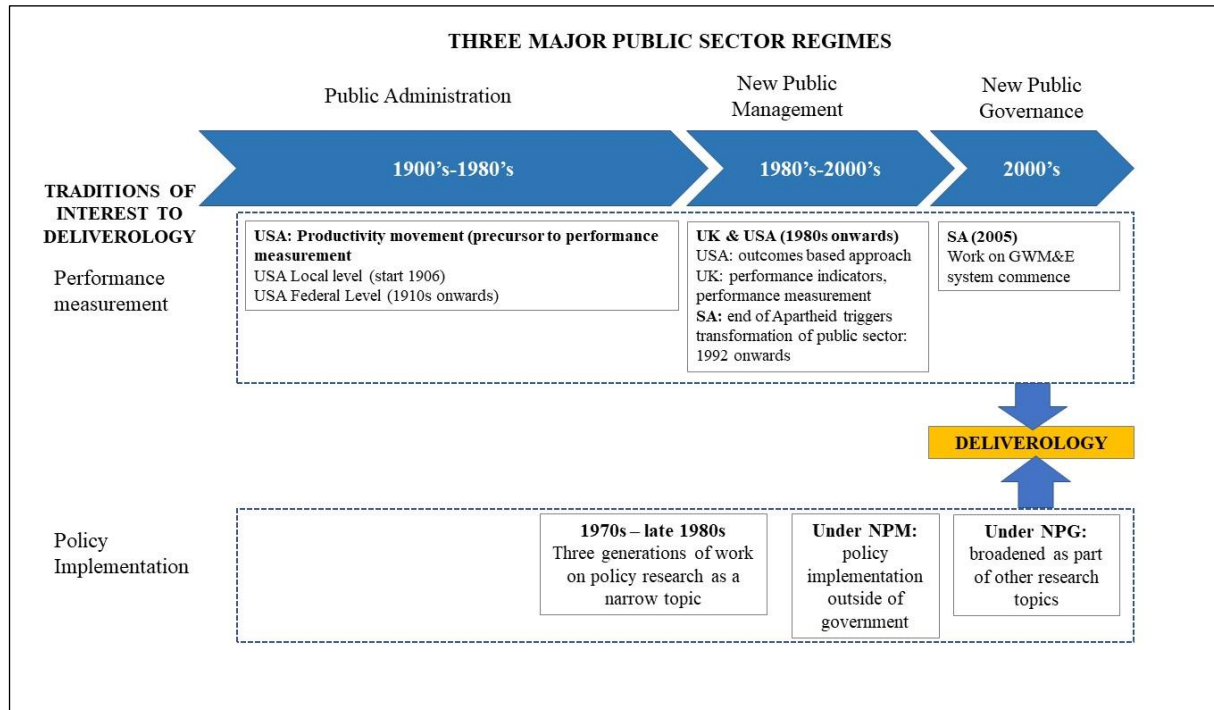 THREE MAJOR PUBLIC SECTOR REGIMES
Public Administration
New Public
Management
New Public
Governance
1900's-1980's
1980's-2000's
2000's
TRADITIONS OF
INTEREST TO
DELIVEROLOGY
Performance
measurement
USA: Productivity movement (precursor to performance
measurement
USA Local level (start 1906)
USA Federal Level (1910s onwards)
UK & USA (1980s onwards)
USA: outcomes based approach
UK: performance indicators,
performance measurement
SA: end of Apartheid triggers
transformation of public sector:
1992 onwards
SA (2005)
Work on GWM&E
system commence
DELIVEROLOGY
Policy
Implementation
1970s – late 1980s
Three generations of work
on policy research as a
narrow topic
Under NPM:
policy
implementation
outside of
government
Under NPG:
broadened as part
of other research
topics